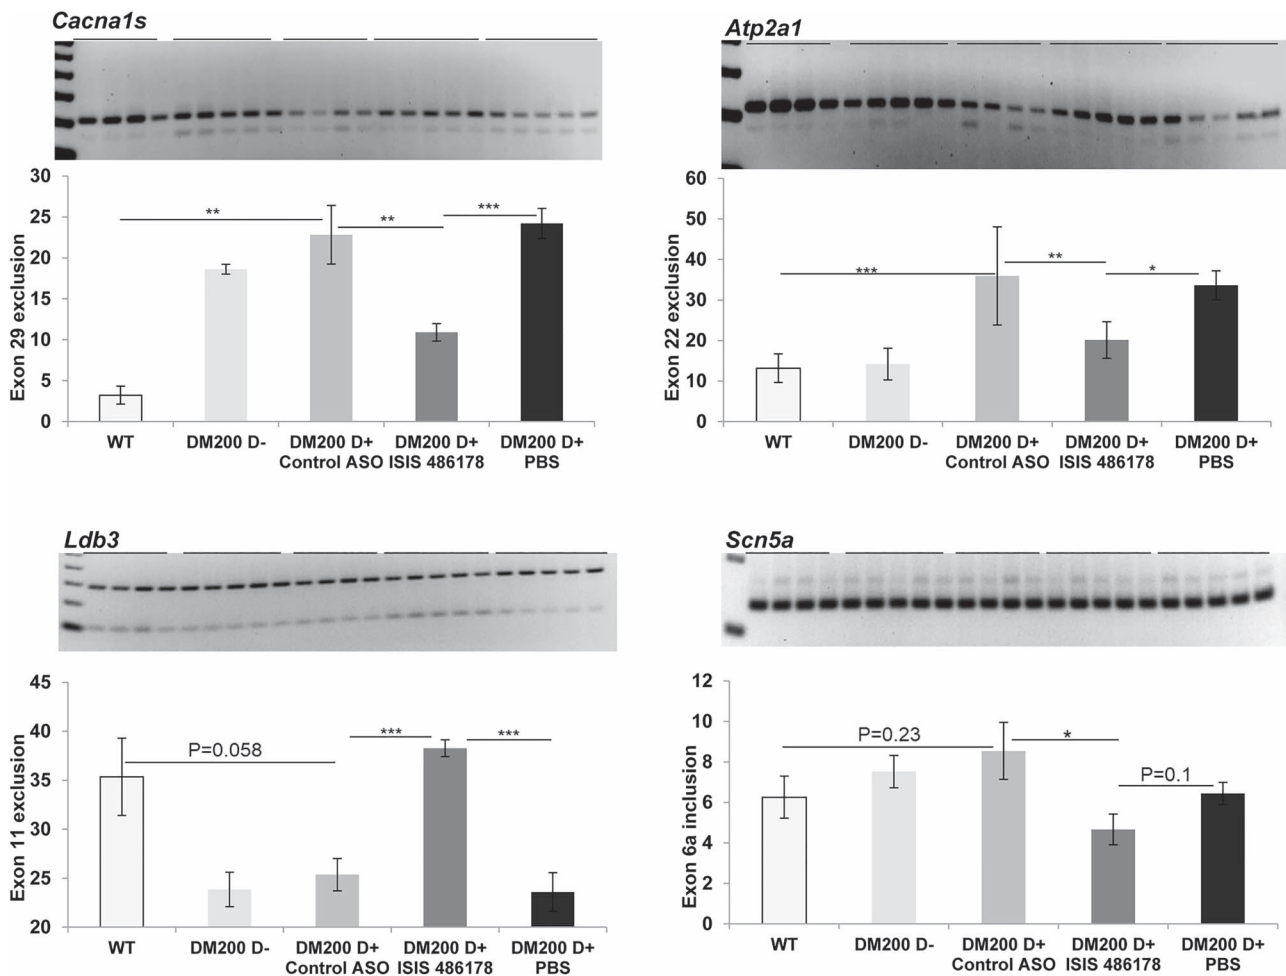 Cacna1s
30
25
20
15
10
5
0
Exon 29 exclusion
**
**
***
WT
DM200 D-
DM200 D+
Control ASO
DM200 D+
ISIS 486178
DM200 D+
PBS
Atp2a1
60
50
40
30
20
10
0
Exon 22 exclusion
***
**
*
WT
DM200 D-
DM200 D+
Control ASO
DM200 D+
ISIS 486178
DM200 D+
PBS
Ldb3
45
40
35
30
25
20
Exon 11 exclusion
P=0.058
***
***
WT
DM200 D-
DM200 D+
Control ASO
DM200 D+
ISIS 486178
DM200 D+
PBS
Scn5a
12
10
8
6
4
2
0
Exon 6a inclusion
P=0.23
*
P=0.1
WT
DM200 D-
DM200 D+
Control ASO
DM200 D+
ISIS 486178
DM200 D+
PBS